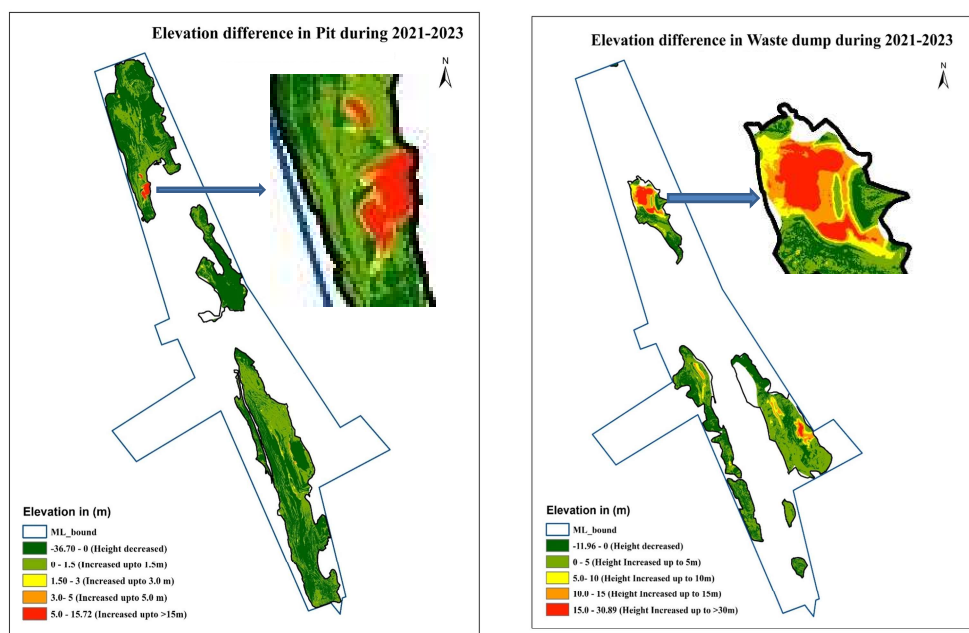 Elevation difference in Pit during 2021-2023
N
Elevation in (m)
ML_bound
-36.70 - 0 (Height decreased)
0 - 1.5 (Increased upto 1.5m)
1.50 - 3 (Increased upto 3.0 m)
3.0- 5 (Increased upto 5.0 m)
5.0 - 15.72 (Increased upto >15m)
Elevation difference in Waste dump during 2021-2023
N
Elevation in (m)
ML_bound
-11.96 - 0 (Height decreased)
0 - 5 (Height Increased up to 5m)
5.0- 10 (Height Increased up to 10m)
10.0 - 15 (Height Increased up to 15m)
15.0 - 30.89 (Height Increased up to >30m)